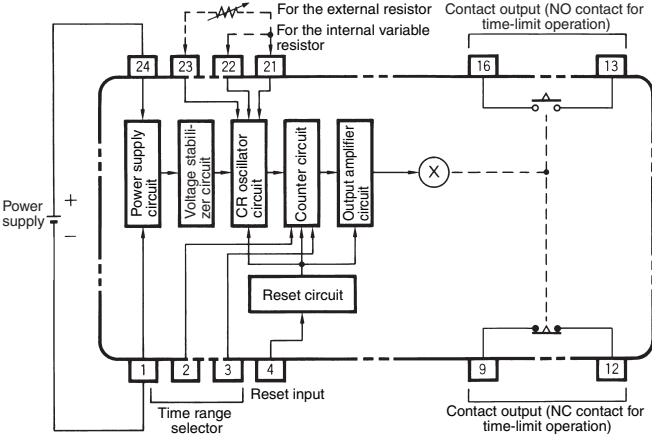 For the external resistor
For the internal variable
resistor
Contact output (NO contact for
time-limit operation)
24
23
22
21
16
13
Power supply
circuit
Voltage stabili-
zer circuit
CR oscillator
circuit
Counter circuit
Output amplifier
circuit
X
Power
supply
+
−
Reset circuit
1
2
3
4
9
12
Time range
selector
Reset input
Contact output (NC contact for
time-limit operation)